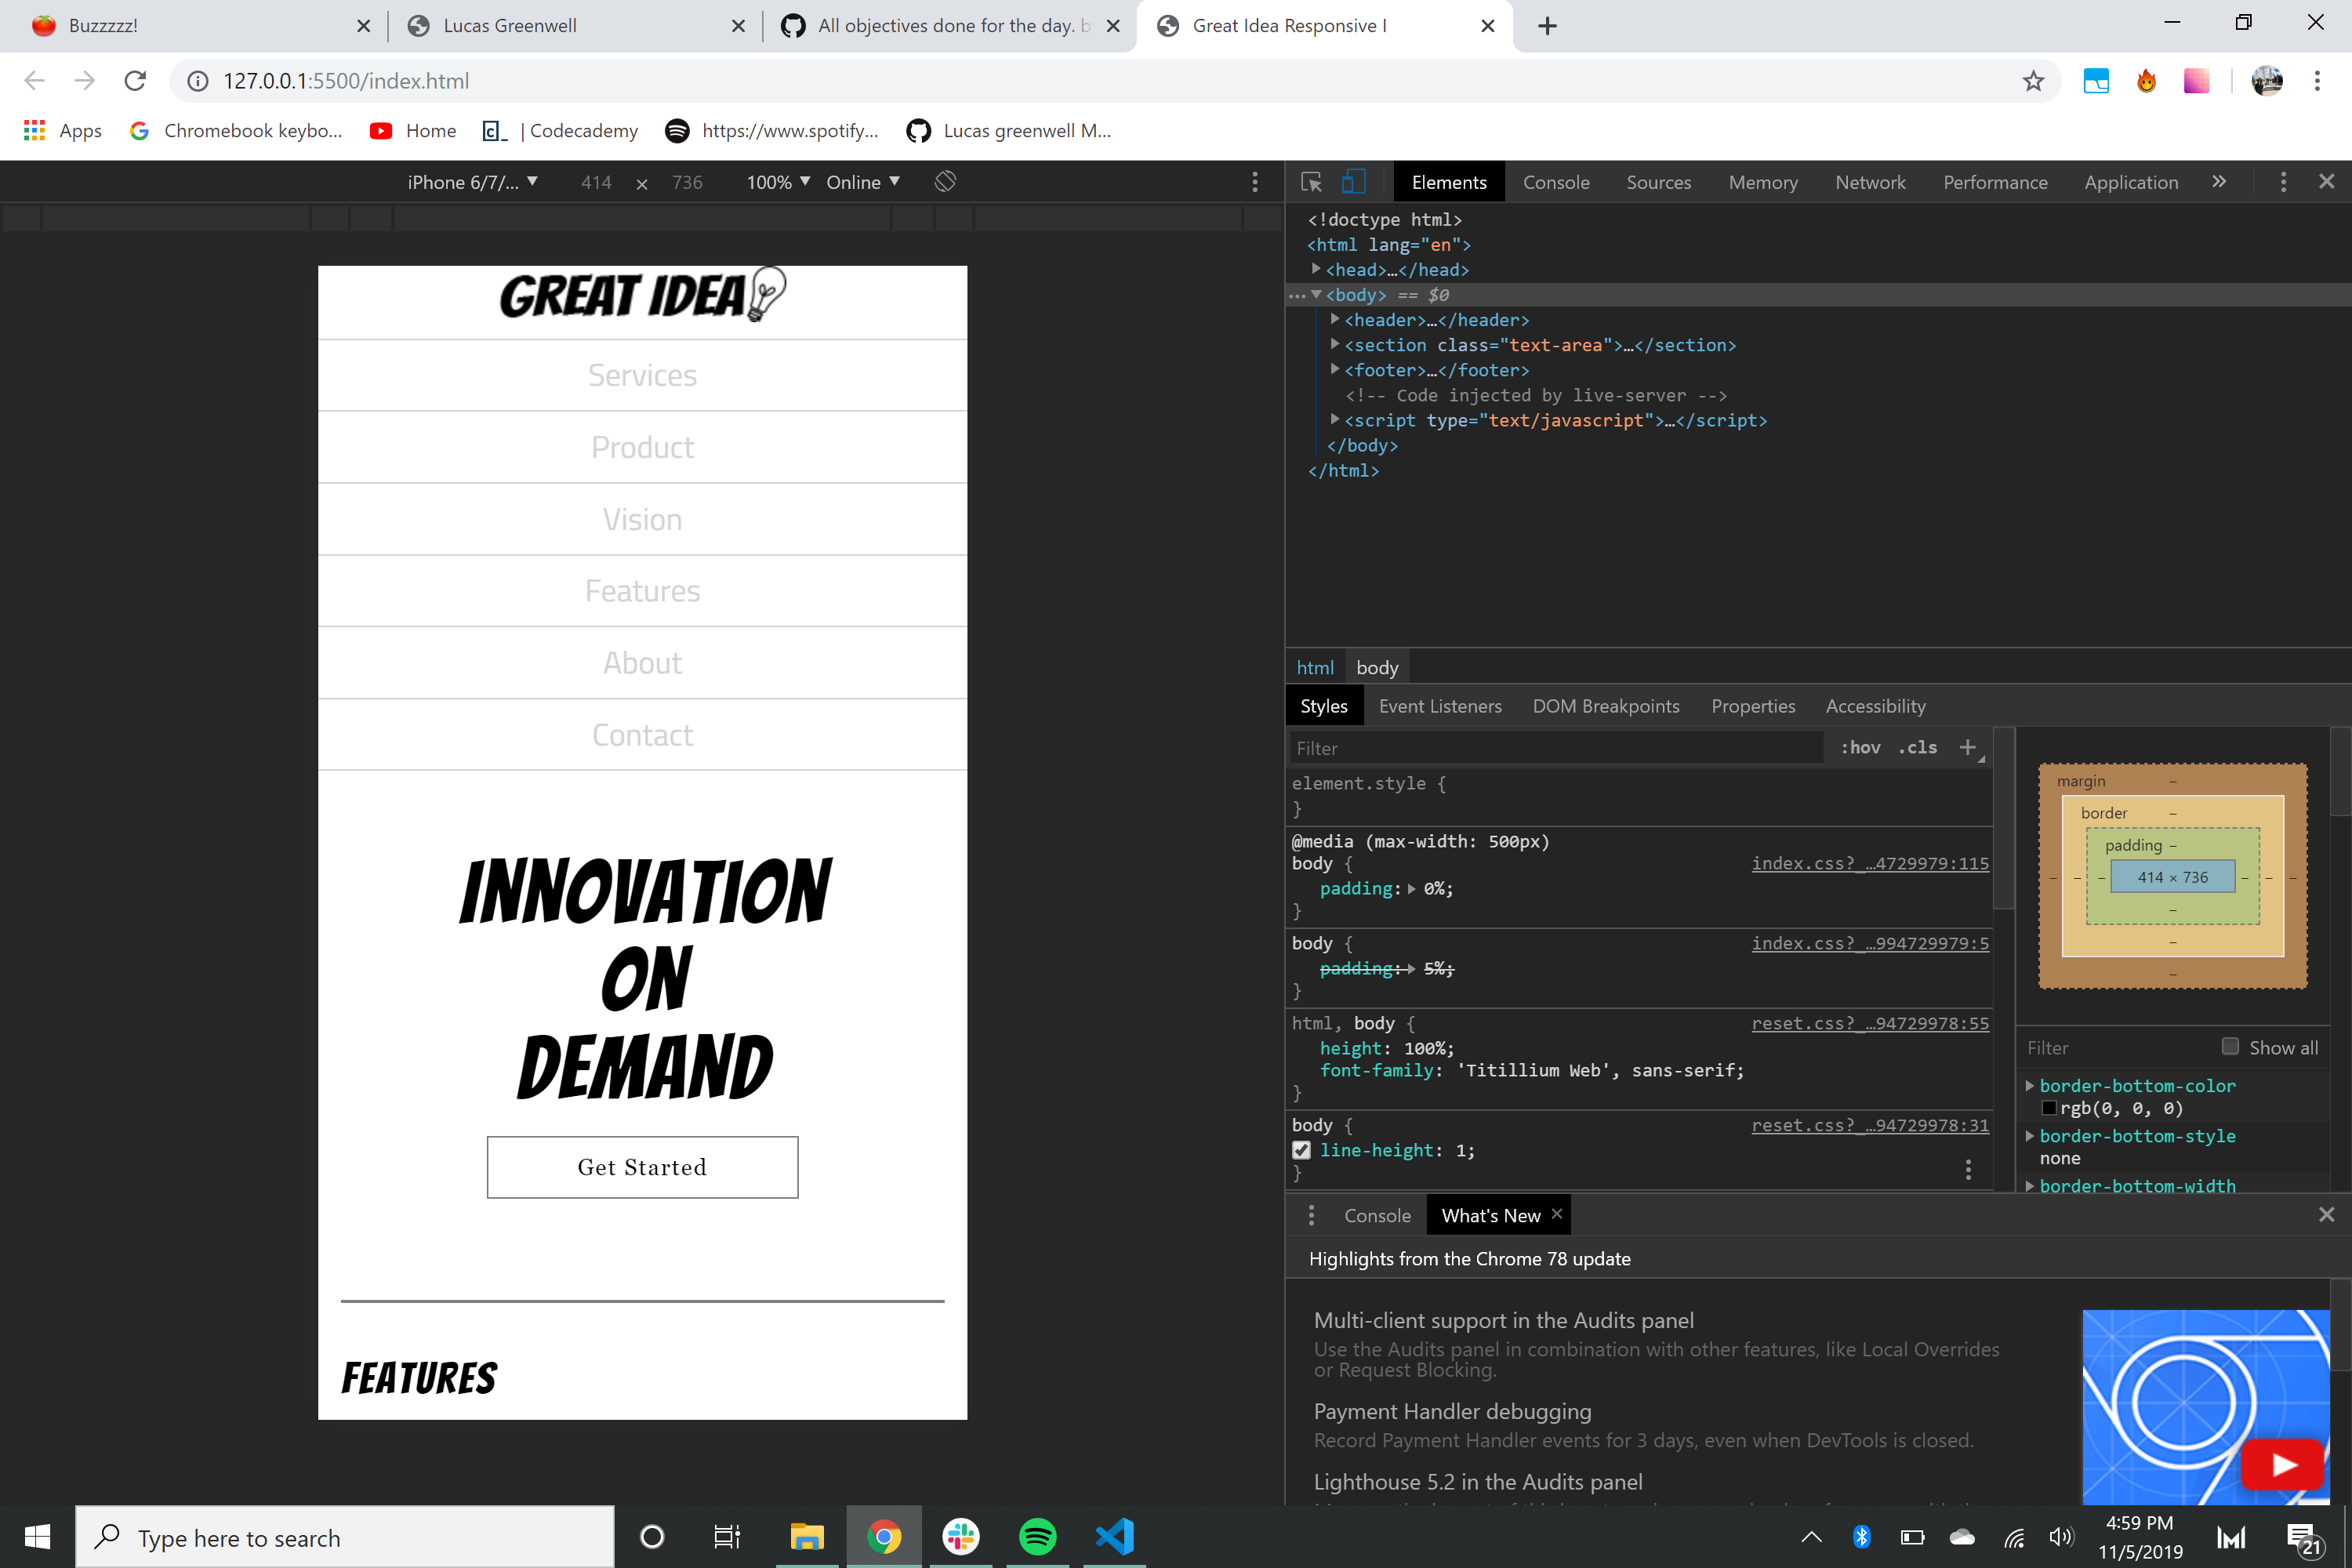 Buzzzzz!
Lucas Greenwell
All objectives done for the day. b
Great Idea Responsive I
127.0.0.1:5500/index.html
Apps
Chromebook keybo...
Home
| Codecademy
https://www.spotify...
Lucas greenwell M...
iPhone 6/7/... ▼ 414 x 736 100% ▼ Online ▼
Elements Console Sources Memory Network Performance Application »
<!doctype html>
<html lang="en">
<head>…</head>
<body> == $0
<header>…</header>
<section class="text-area">…</section>
<footer>…</footer>
<!-- Code injected by live-server -->
<script type="text/javascript">…</script>
</body>
</html>
GREAT IDEA
Services
Product
Vision
Features
About
Contact
INNOVATION
ON
DEMAND
Get Started
FEATURES
html body
Styles Event Listeners DOM Breakpoints Properties Accessibility
Filter :hov .cls +
element.style {
}
@media (max-width: 500px)
body { index.css?_…4729979:115
padding: 0%;
}
body { index.css?_…994729979:5
padding: 5%;
}
html, body { reset.css?_…94729978:55
height: 100%;
font-family: 'Titillium Web', sans-serif;
}
body { reset.css?_…94729978:31
line-height: 1;
}
margin –
border –
padding –
– – – 414 × 736 – – –
–
–
–
Filter Show all
border-bottom-color
rgb(0, 0, 0)
border-bottom-style
none
border-bottom-width
Console What's New
Highlights from the Chrome 78 update
Multi-client support in the Audits panel
Use the Audits panel in combination with other features, like Local Overrides
or Request Blocking.
Payment Handler debugging
Record Payment Handler events for 3 days, even when DevTools is closed.
Lighthouse 5.2 in the Audits panel
Type here to search
4:59 PM
11/5/2019
21